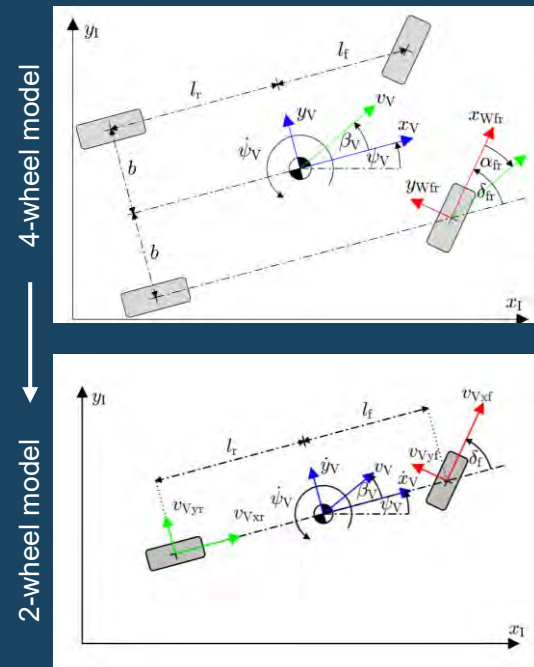 4-wheel model
y_I
l_f
l_r
y_V
v_V
x_V
β_V
ψ_V
ψ̇_V
b
b
x_Wfr
α_fr
δ_fr
y_Wfr
x_I
2-wheel model
y_I
v_Vxf
l_f
l_r
v_Vyf
δ_f
ẏ_V
v_V
ẋ_V
β_V
ψ_V
ψ̇_V
v_Vyr
v_Vxr
x_I